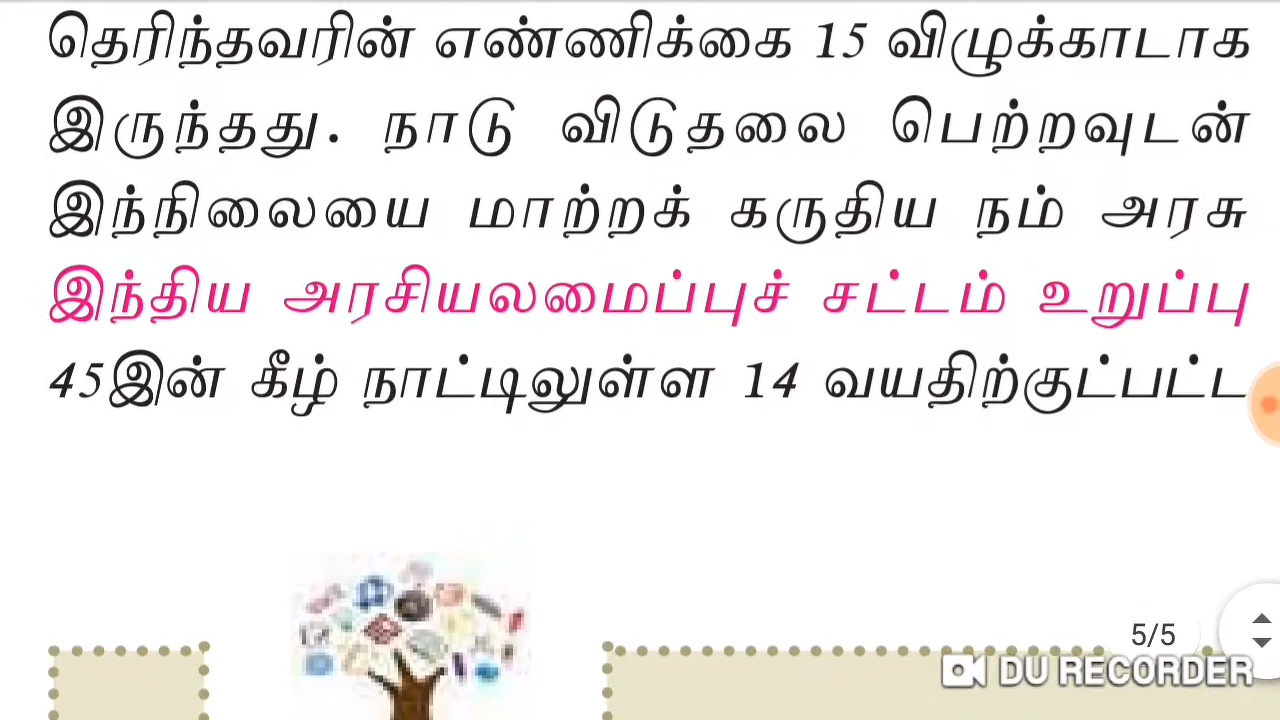 தெரிந்தவரின் எண்ணிக்கை 15 விழுக்காடாக
இருந்தது. நாடு விடுதலை பெற்றவுடன்
இந்நிலையை மாற்றக் கருதிய நம் அரசு
இந்திய அரசியலமைப்புச் சட்டம் உறுப்பு
45இன் கீழ் நாட்டிலுள்ள 14 வயதிற்குட்பட்ட
5/5
DU RECORDER